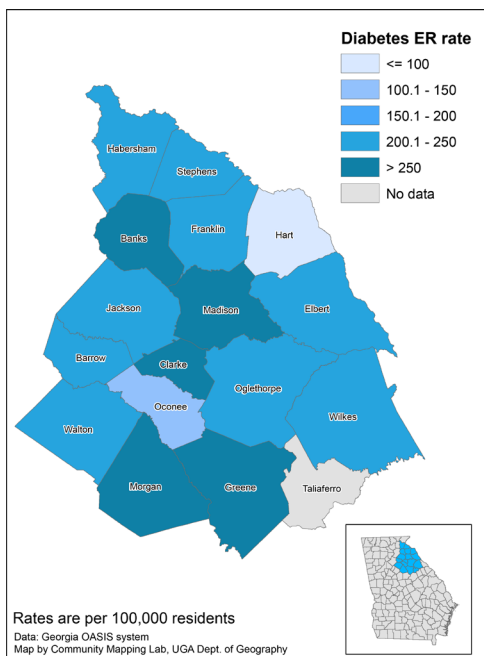 Diabetes ER rate
<= 100
100.1 - 150
150.1 - 200
200.1 - 250
> 250
No data
Habersham
Stephens
Banks
Franklin
Hart
Jackson
Madison
Elbert
Barrow
Clarke
Oglethorpe
Oconee
Wilkes
Walton
Morgan
Greene
Taliaferro
Rates are per 100,000 residents
Data: Georgia OASIS system
Map by Community Mapping Lab, UGA Dept. of Geography